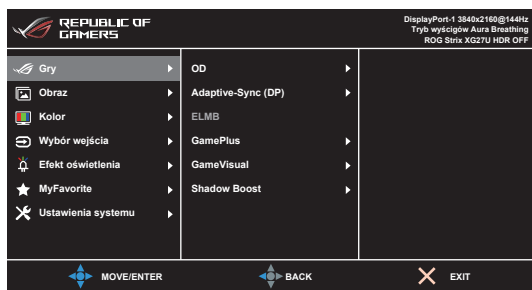 REPUBLIC OF
GAMERS
DisplayPort-1 3840x2160@144Hz
Tryb wyścigów Aura Breathing
ROG Strix XG27U HDR OFF
Gry
Obraz
Kolor
Wybór wejścia
Efekt oświetlenia
MyFavorite
Ustawienia systemu
OD
Adaptive-Sync (DP)
ELMB
GamePlus
GameVisual
Shadow Boost
MOVE/ENTER
BACK
EXIT